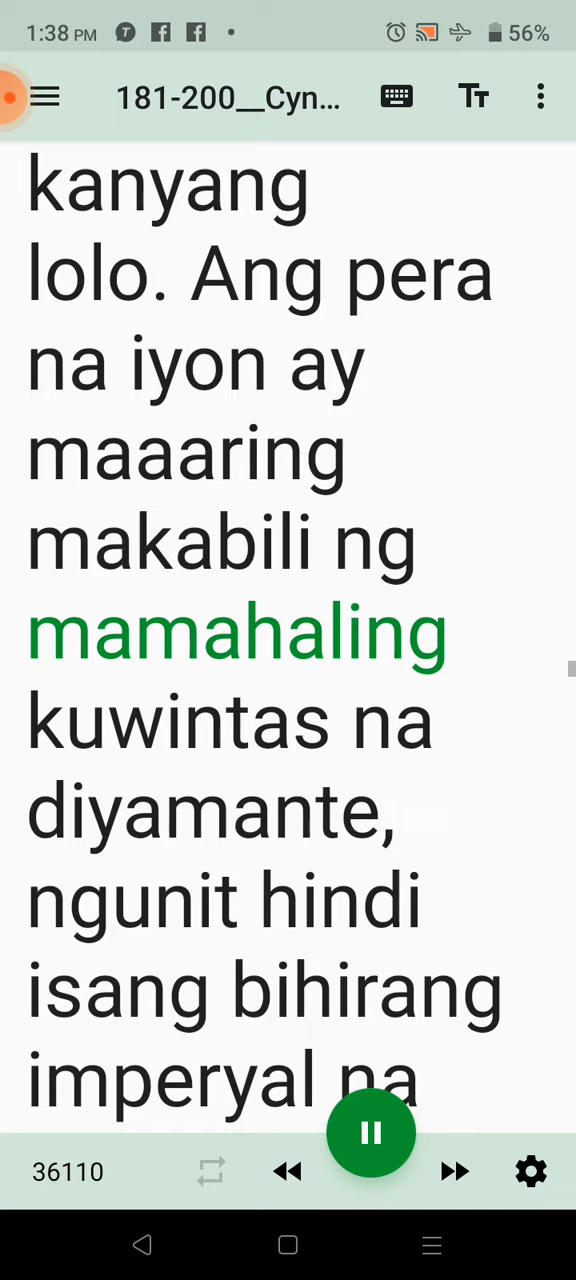 1:38 PM
56%
181-200__Cyn...
Tт
kanyang
lolo. Ang pera
na iyon ay
maaaring
makabili ng
mamahaling
kuwintas na
diyamante,
ngunit hindi
isang bihirang
imperyal na
36110